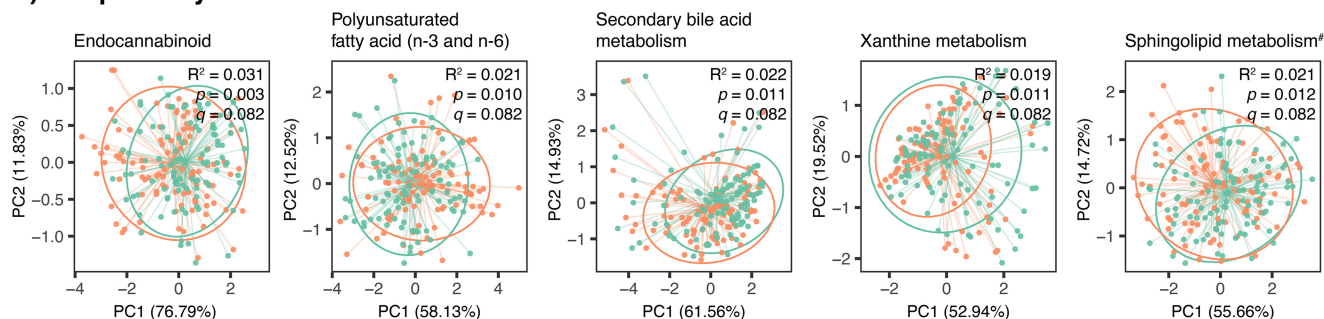 Endocannabinoid
R² = 0.031
p = 0.003
q = 0.082
1.0
0.5
0.0
−0.5
−1.0
PC2 (11.83%)
−4
−2
0
2
PC1 (76.79%)
Polyunsaturated
fatty acid (n-3 and n-6)
R² = 0.021
p = 0.010
q = 0.082
2
1
0
−1
PC2 (12.52%)
−4
−2
0
2
4
PC1 (58.13%)
Secondary bile acid
metabolism
R² = 0.022
p = 0.011
q = 0.082
3
2
1
0
−1
PC2 (14.93%)
−4
−2
0
2
PC1 (61.56%)
Xanthine metabolism
R² = 0.019
p = 0.011
q = 0.082
1
0
−1
−2
PC2 (19.52%)
−2
0
2
PC1 (52.94%)
Sphingolipid metabolism#
R² = 0.021
p = 0.012
q = 0.082
2
1
0
−1
PC2 (14.72%)
−2
0
2
PC1 (55.66%)